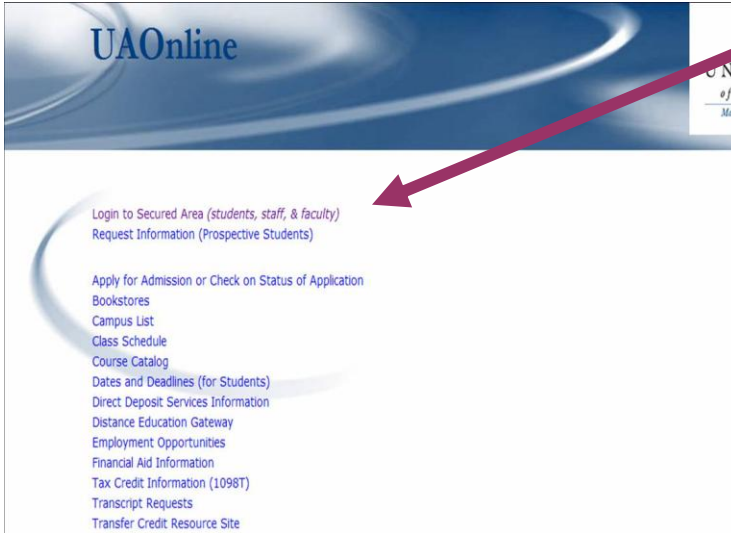 UAOnline
U N
of
Login to Secured Area (students, staff, & faculty)
Request Information (Prospective Students)
Apply for Admission or Check on Status of Application
Bookstores
Campus List
Class Schedule
Course Catalog
Dates and Deadlines (for Students)
Direct Deposit Services Information
Distance Education Gateway
Employment Opportunities
Financial Aid Information
Tax Credit Information (1098T)
Transcript Requests
Transfer Credit Resource Site